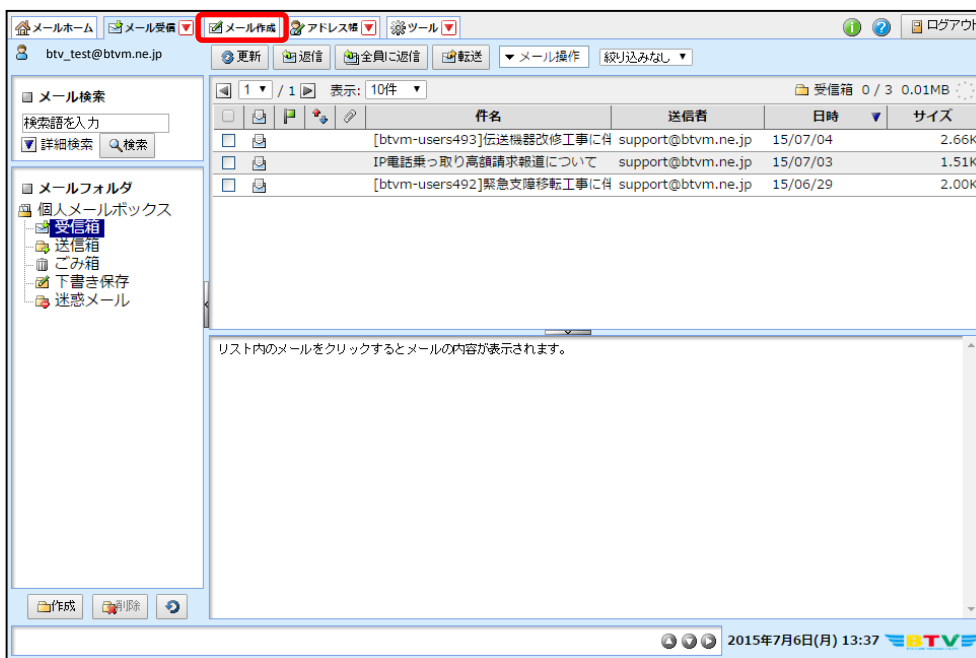 メールホーム メール受信 メール作成 アドレス帳 ツール ログアウト
btv_test@btvm.ne.jp 更新 返信 全員に返信 転送 ▼メール操作 絞り込みなし ▼
メール検索
検索語を入力
詳細検索 検索
1 ▼ / 1 表示: 10件 ▼ 受信箱 0 / 3 0.01MB
件名 送信者 日時 ▼ サイズ
[btvm-users493]伝送機器改修工事に伴 support@btvm.ne.jp 15/07/04 2.66K
IP電話乗っ取り高額請求報道について support@btvm.ne.jp 15/07/03 1.51K
[btvm-users492]緊急支障移転工事に伴 support@btvm.ne.jp 15/06/29 2.00K
メールフォルダ
個人メールボックス
受信箱
送信箱
ごみ箱
下書き保存
迷惑メール
リスト内のメールをクリックするとメールの内容が表示されます。
作成 削除
2015年7月6日(月) 13:37 BTV